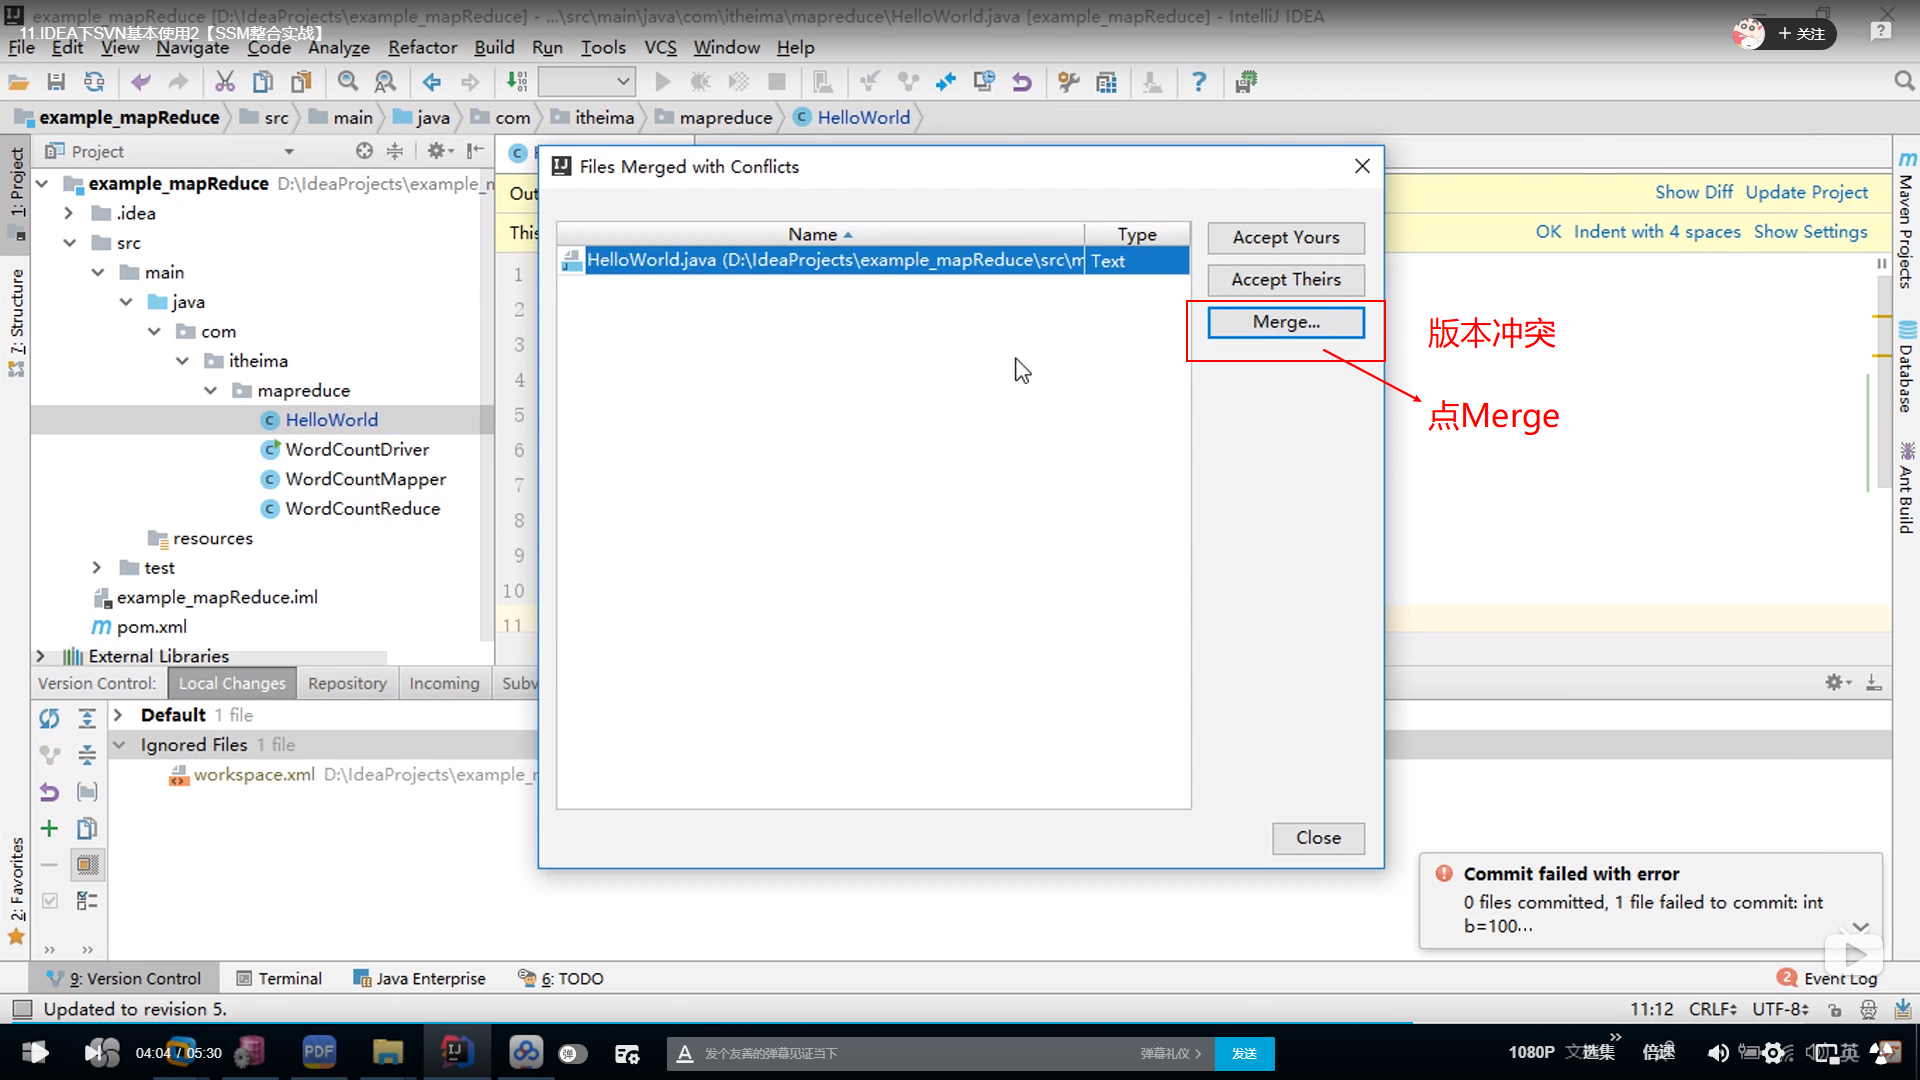 example_mapReduce [D:\IdeaProjects\example_mapReduce] - ...\src\main\java\com\itheima\mapreduce\HelloWorld.java [example_mapReduce] - IntelliJ IDEA
11.IDEA下SVN基本使用2【SSM整合实战】
+ 关注
File Edit View Navigate Code Analyze Refactor Build Run Tools VCS Window Help
example_mapReduce src main java com itheima mapreduce HelloWorld
Project
1: Project
7: Structure
2: Favorites
example_mapReduce D:\IdeaProjects\example_m
.idea
src
main
java
com
itheima
mapreduce
HelloWorld
WordCountDriver
WordCountMapper
WordCountReduce
resources
test
example_mapReduce.iml
pom.xml
External Libraries
Out
Show Diff Update Project
This
OK Indent with 4 spaces Show Settings
1
2
3
4
5
6
7
8
9
10
11
Files Merged with Conflicts
Name Type
HelloWorld.java (D:\IdeaProjects\example_mapReduce\src\m Text
Accept Yours
Accept Theirs
Merge...
Close
版本冲突
点Merge
Maven Projects
Database
Ant Build
Version Control: Local Changes Repository Incoming Subv
Default 1 file
Ignored Files 1 file
workspace.xml D:\IdeaProjects\example_
Commit failed with error
0 files committed, 1 file failed to commit: int
b=100...
9: Version Control Terminal Java Enterprise 6: TODO
2 Event Log
Updated to revision 5.
11:12 CRLF UTF-8
04:04 / 05:30
PDF
弹
发个友善的弹幕见证当下
弹幕礼仪 >
发送
1080P 选集 倍速
英